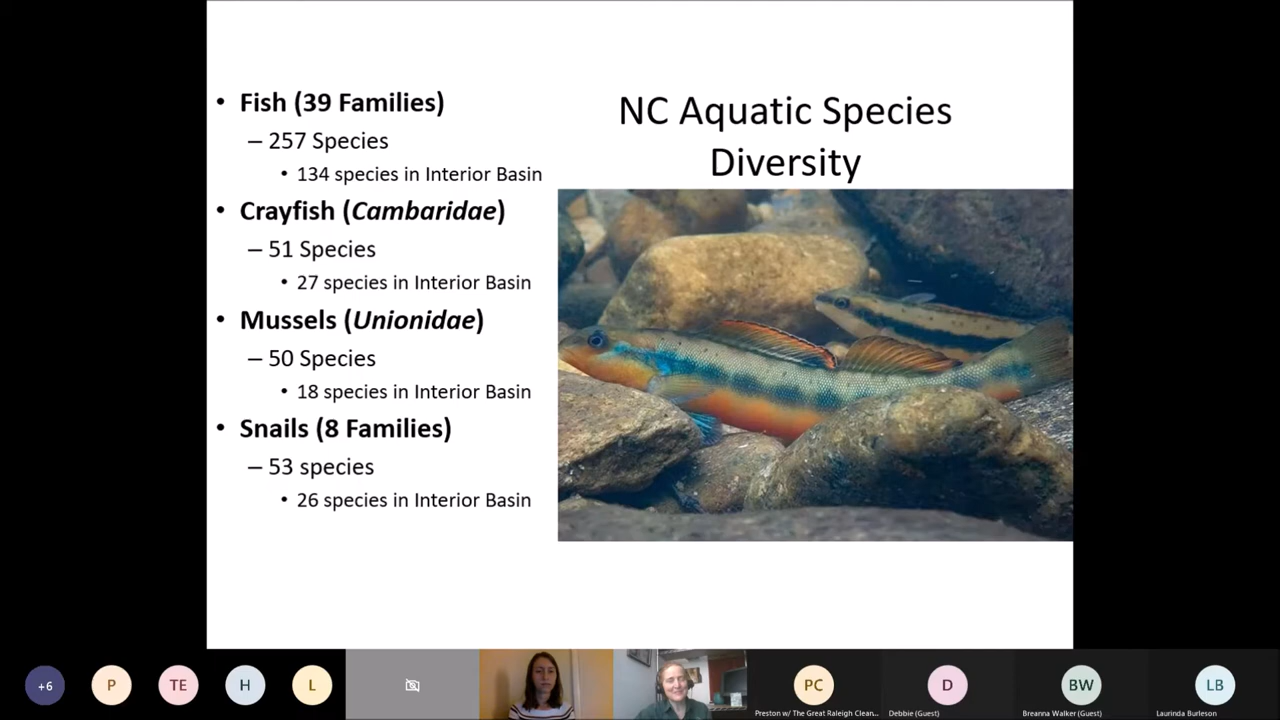 • Fish (39 Families)
– 257 Species
• 134 species in Interior Basin
• Crayfish (Cambaridae)
– 51 Species
• 27 species in Interior Basin
• Mussels (Unionidae)
– 50 Species
• 18 species in Interior Basin
• Snails (8 Families)
– 53 species
• 26 species in Interior Basin
NC Aquatic Species
Diversity
+6
P
TE
H
L
PC
D
BW
LB
Preston w/ The Great Raleigh Clean...
Debbie (Guest)
Breanna Walker (Guest)
Laurinda Burleson